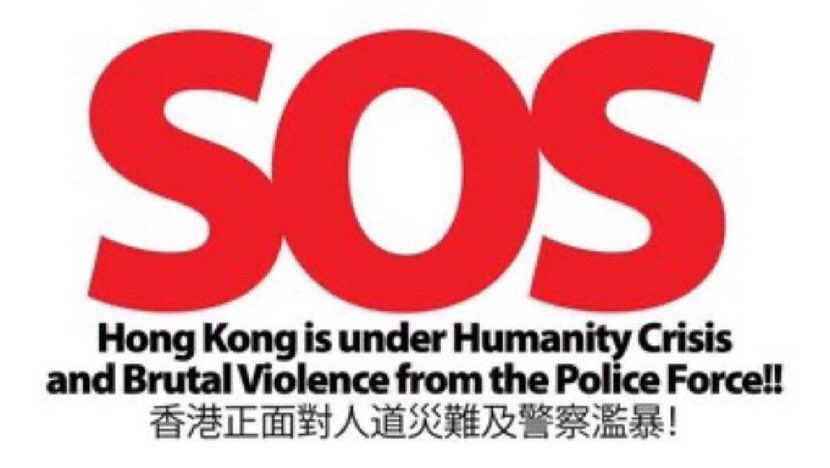 SOS
Hong Kong is under Humanity Crisis
and Brutal Violence from the Police Force!!
香港正面對人道災難及警察濫暴!